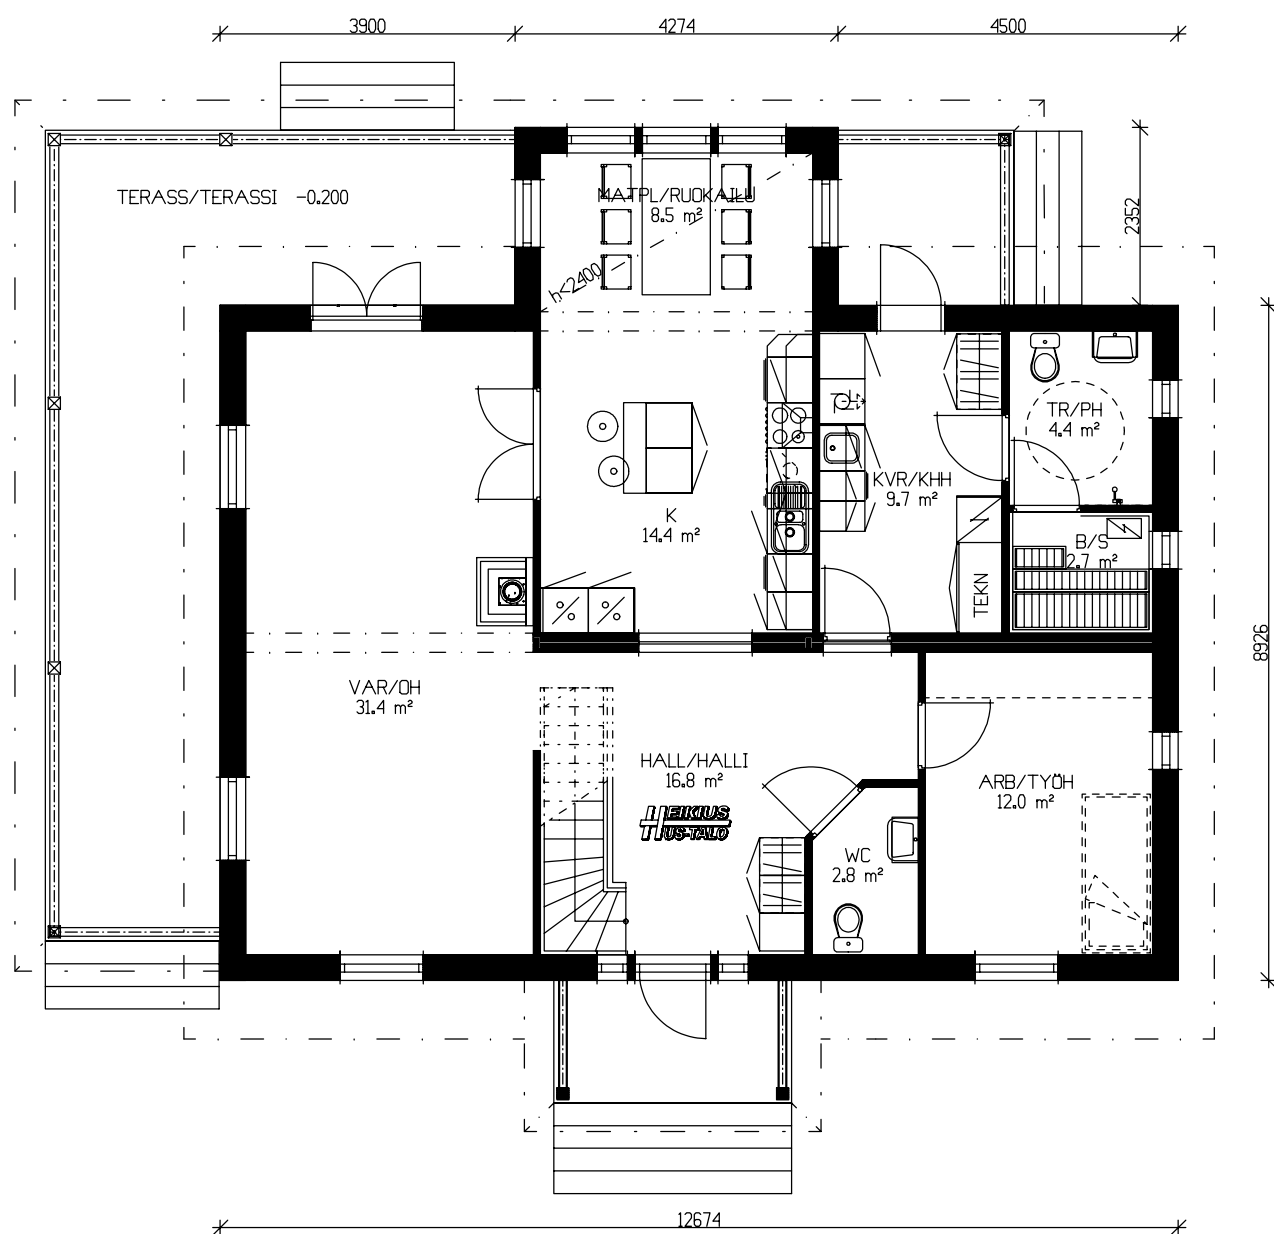 3900
4274
4500
TERASS/TERASSI -0.200
MATPL/RUOKAILU
8.5 m²
2352
h<2400
TR/PH
4.4 m²
KVR/KHH
9.7 m²
K
14.4 m²
B/S
2.7 m²
TEKN
8926
VAR/OH
31.4 m²
HALL/HALLI
16.8 m²
ARB/TYÖH
12.0 m²
HEIKIUS
HUS-TALO
WC
2.8 m²
12674